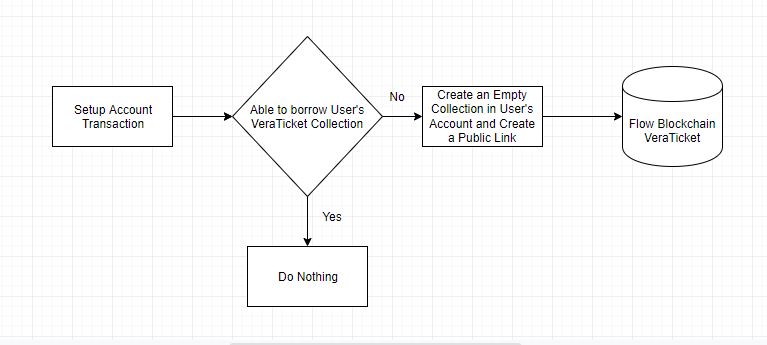 Setup Account
Transaction
Able to borrow User's
VeraTicket Collection
No
Create an Empty
Collection in User's
Account and Create
a Public Link
Flow Blockchain
VeraTicket
Yes
Do Nothing